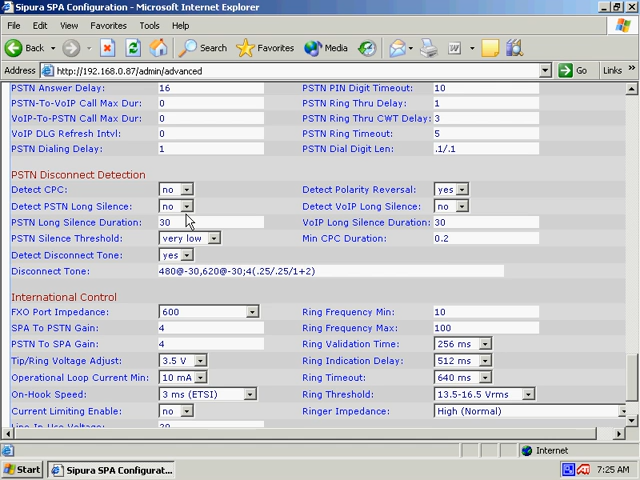 Sipura SPA Configuration - Microsoft Internet Explorer
File Edit View Favorites Tools Help
Back Search Favorites Media
Address http://192.168.0.87/admin/advanced Go Links »
PSTN Answer Delay: 16 PSTN PIN Digit Timeout: 10
PSTN-To-VoIP Call Max Dur: 0 PSTN Ring Thru Delay: 1
VoIP-To-PSTN Call Max Dur: 0 PSTN Ring Thru CWT Delay: 3
VoIP DLG Refresh Intvl: 0 PSTN Ring Timeout: 5
PSTN Dialing Delay: 1 PSTN Dial Digit Len: .1/.1
PSTN Disconnect Detection
Detect CPC: no Detect Polarity Reversal: yes
Detect PSTN Long Silence: no Detect VoIP Long Silence: no
PSTN Long Silence Duration: 30 VoIP Long Silence Duration: 30
PSTN Silence Threshold: very low Min CPC Duration: 0.2
Detect Disconnect Tone: yes
Disconnect Tone: 480@-30,620@-30;4(.25/.25/1+2)
International Control
FXO Port Impedance: 600 Ring Frequency Min: 10
SPA To PSTN Gain: 4 Ring Frequency Max: 100
PSTN To SPA Gain: 4 Ring Validation Time: 256 ms
Tip/Ring Voltage Adjust: 3.5 V Ring Indication Delay: 512 ms
Operational Loop Current Min: 10 mA Ring Timeout: 640 ms
On-Hook Speed: 3 ms (ETSI) Ring Threshold: 13.5-16.5 Vrms
Current Limiting Enable: no Ringer Impedance: High (Normal)
Line-In-Use Voltage:
Internet
Start Sipura SPA Configurat... 7:25 AM